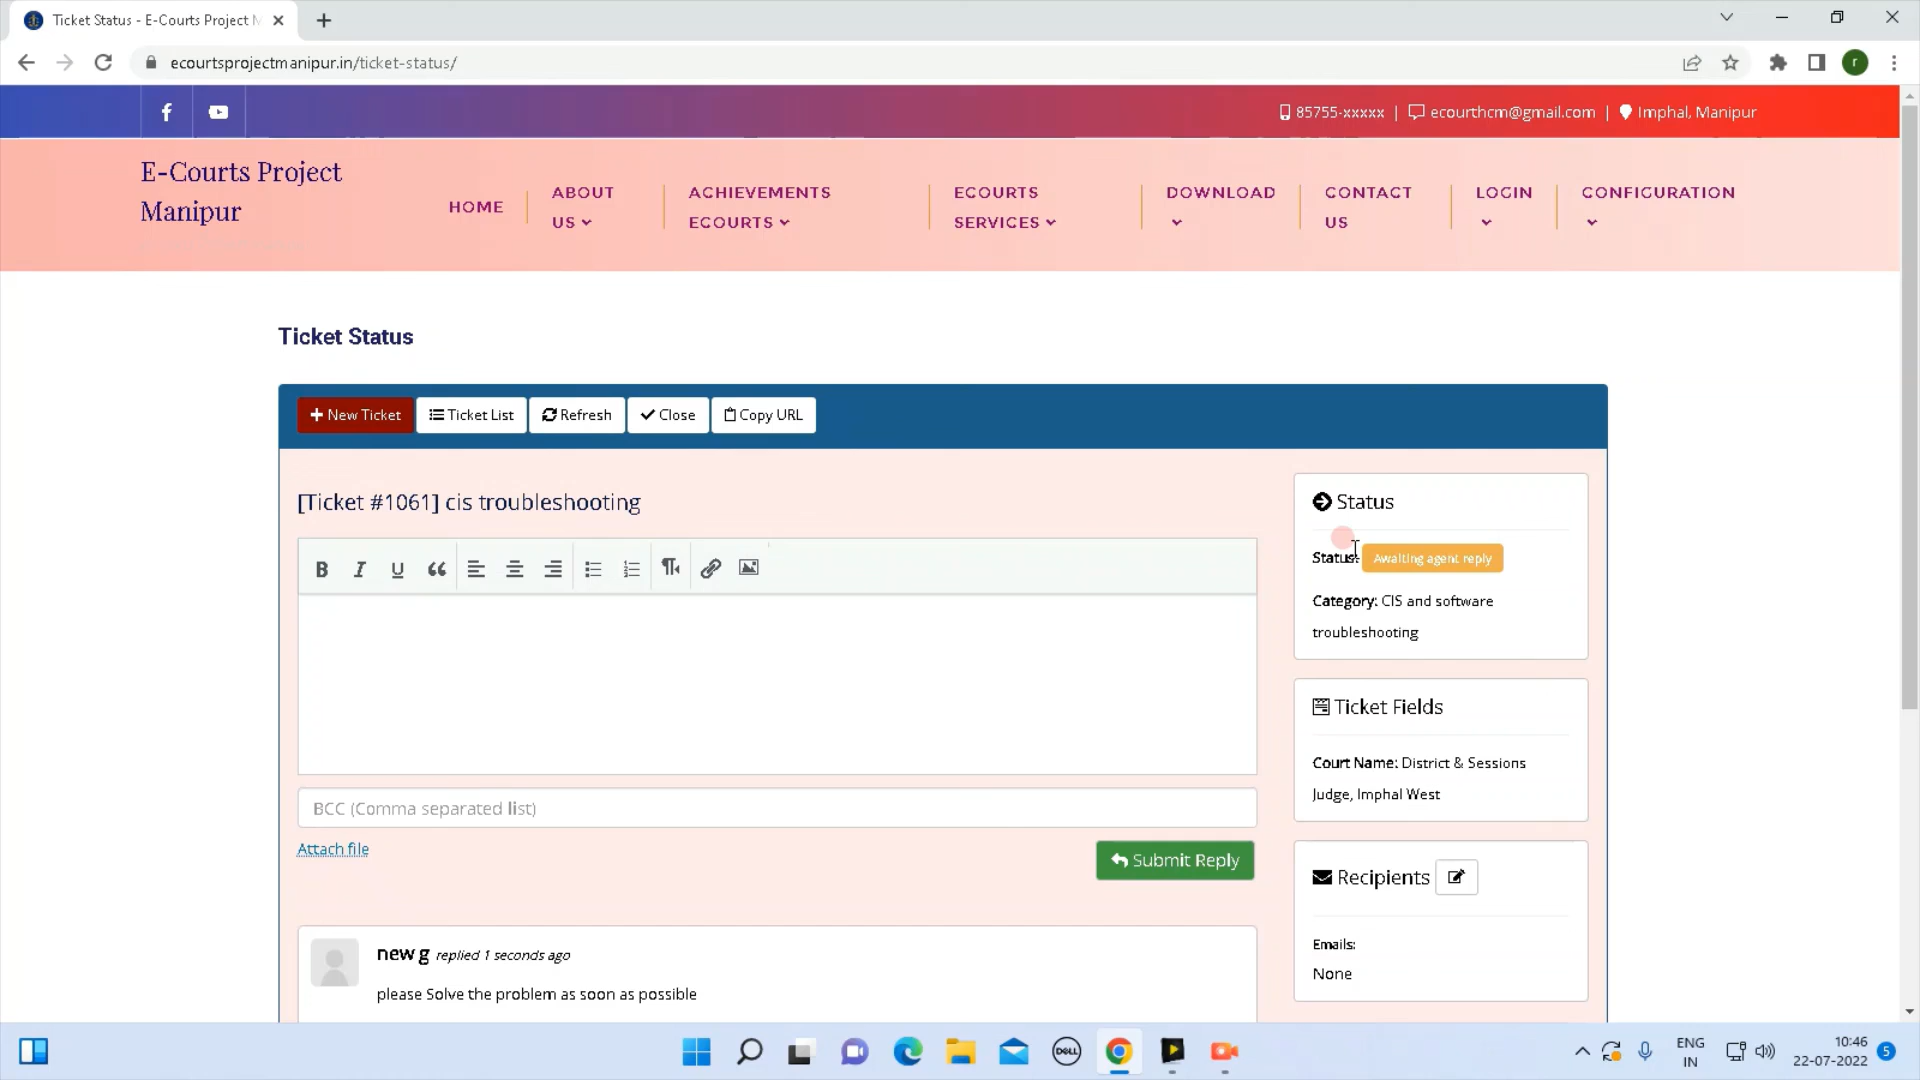 Ticket Status - E-Courts Project M
ecourtsprojectmanipur.in/ticket-status/
r
85755-xxxxx | ecourthcm@gmail.com | Imphal, Manipur
E-Courts Project
Manipur
HOME
ABOUT
US
ACHIEVEMENTS
ECOURTS
ECOURTS
SERVICES
DOWNLOAD
CONTACT
US
LOGIN
CONFIGURATION
Ticket Status
New Ticket
Ticket List
Refresh
Close
Copy URL
[Ticket #1061] cis troubleshooting
B I U
BCC (Comma separated list)
Attach file
Submit Reply
new g replied 1 seconds ago
please Solve the problem as soon as possible
Status
Status: Awaiting agent reply
Category: CIS and software
troubleshooting
Ticket Fields
Court Name: District & Sessions
Judge, Imphal West
Recipients
Emails:
None
DELL
ENG
IN
10:46
22-07-2022
5